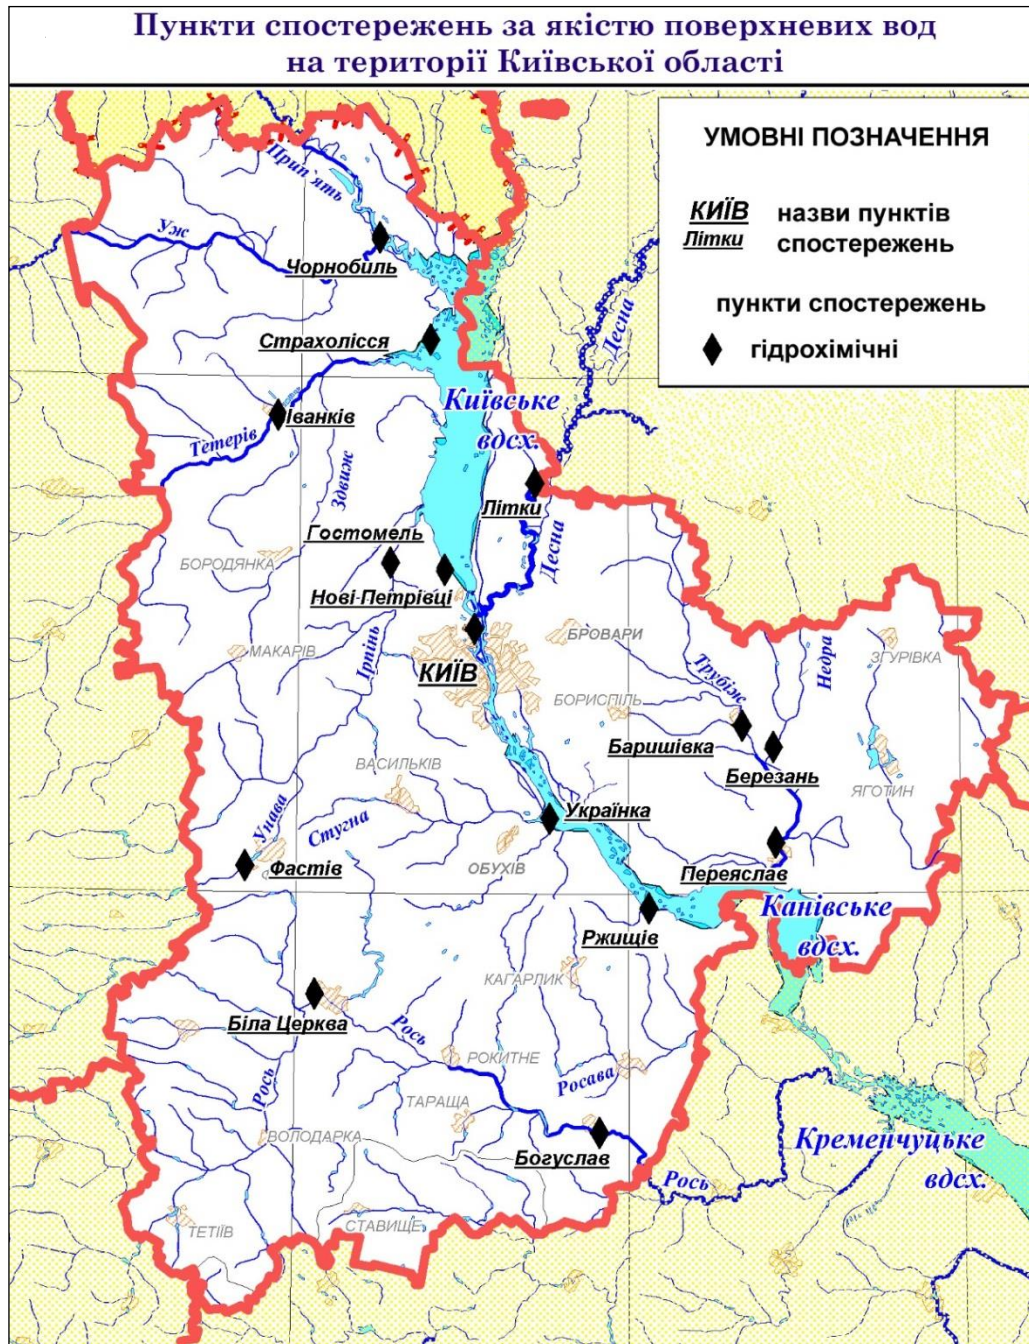 Пункти спостережень за якістю поверхневих вод
на території Київської області
УМОВНІ ПОЗНАЧЕННЯ
КИЇВ назви пунктів
Літки спостережень
пункти спостережень
гідрохімічні
Прип`ять
Уж
Чорнобиль
Десна
Страхолісся
Київське
вдсх.
Іванків
Тетерів
Здвиж
Літки
Гостомель
Десна
БОРОДЯНКА
Нові-Петрівці
БРОВАРИ
МАКАРІВ
Ірпінь
КИЇВ
Трубіж
Недра
ЗГУРІВКА
БОРИСПІЛЬ
Баришівка
ВАСИЛЬКІВ
Березань
ЯГОТИН
Унава
Стугна
Українка
Фастів
ОБУХІВ
Переяслав
Канівське
вдсх.
Ржищів
КАГАРЛИК
Біла Церква
Рось
РОКИТНЕ
Рось
Росава
ТАРАЩА
ВОЛОДАРКА
Кременчуцьке
вдсх.
Богуслав
Рось
ТЕТІЇВ
СТАВИЩЕ